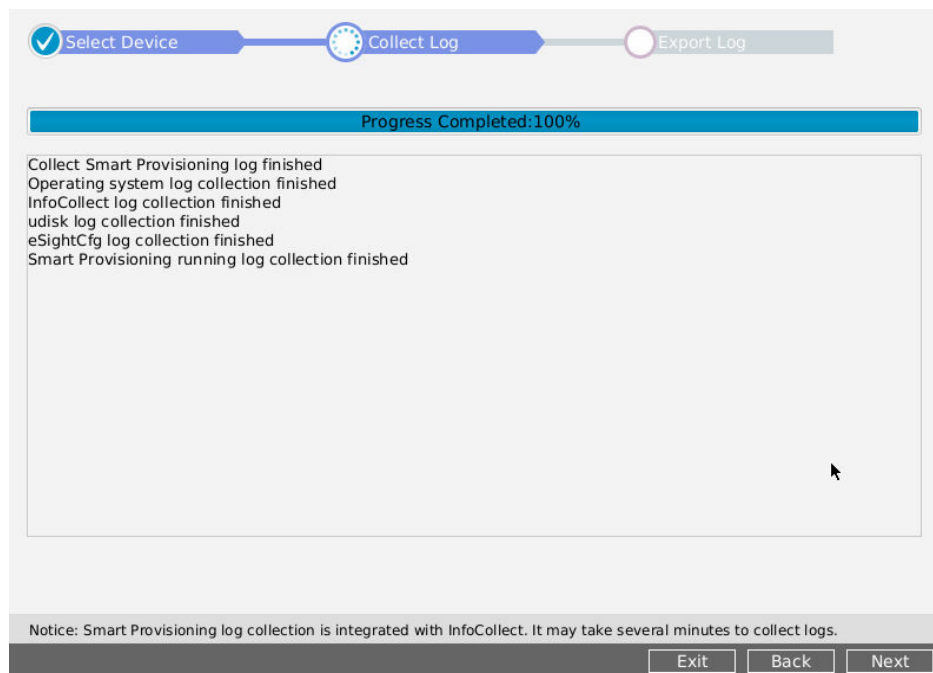 Select Device
Collect Log
Export Log
Progress Completed:100%
Collect Smart Provisioning log finished
Operating system log collection finished
InfoCollect log collection finished
udisk log collection finished
eSightCfg log collection finished
Smart Provisioning running log collection finished
Notice: Smart Provisioning log collection is integrated with InfoCollect. It may take several minutes to collect logs.
Exit
Back
Next